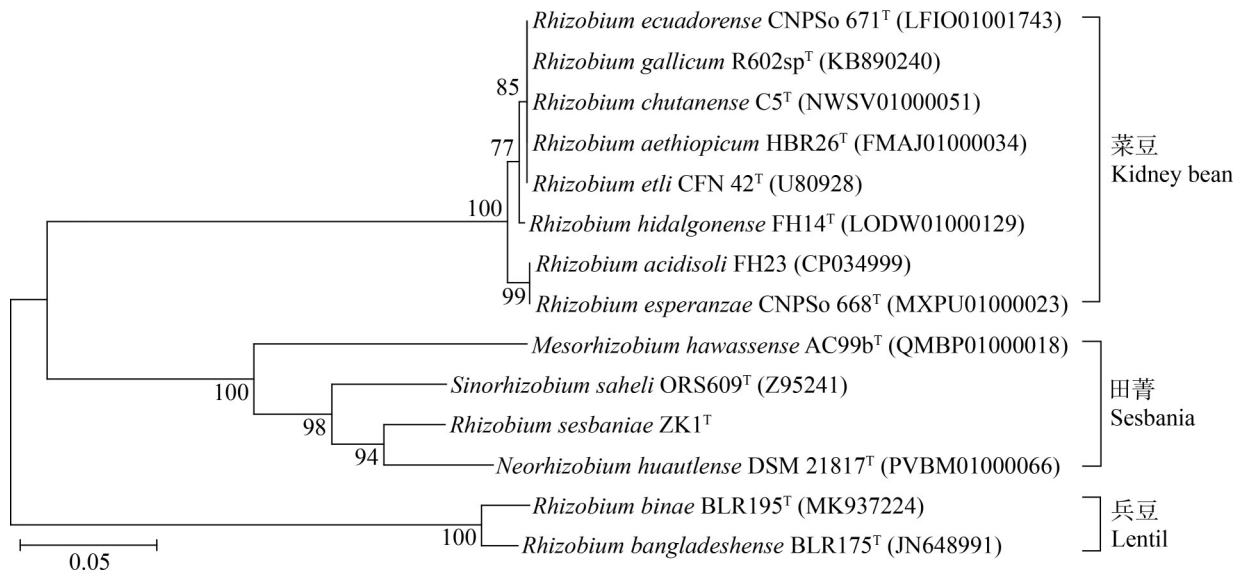 Rhizobium ecuadorense CNPSo 671ᵀ (LFIO01001743)
Rhizobium gallicum R602spᵀ (KB890240)
85
Rhizobium chutanense C5ᵀ (NWSV01000051)
77
Rhizobium aethiopicum HBR26ᵀ (FMAJ01000034)
菜豆
Kidney bean
Rhizobium etli CFN 42ᵀ (U80928)
100
Rhizobium hidalgonense FH14ᵀ (LODW01000129)
Rhizobium acidisoli FH23 (CP034999)
99
Rhizobium esperanzae CNPSo 668ᵀ (MXPU01000023)
Mesorhizobium hawassense AC99bᵀ (QMBP01000018)
100
Sinorhizobium saheli ORS609ᵀ (Z95241)
田菁
Sesbania
98
Rhizobium sesbaniae ZK1ᵀ
94
Neorhizobium huautlense DSM 21817ᵀ (PVBM01000066)
Rhizobium binae BLR195ᵀ (MK937224)
兵豆
Lentil
100
Rhizobium bangladeshense BLR175ᵀ (JN648991)
0.05